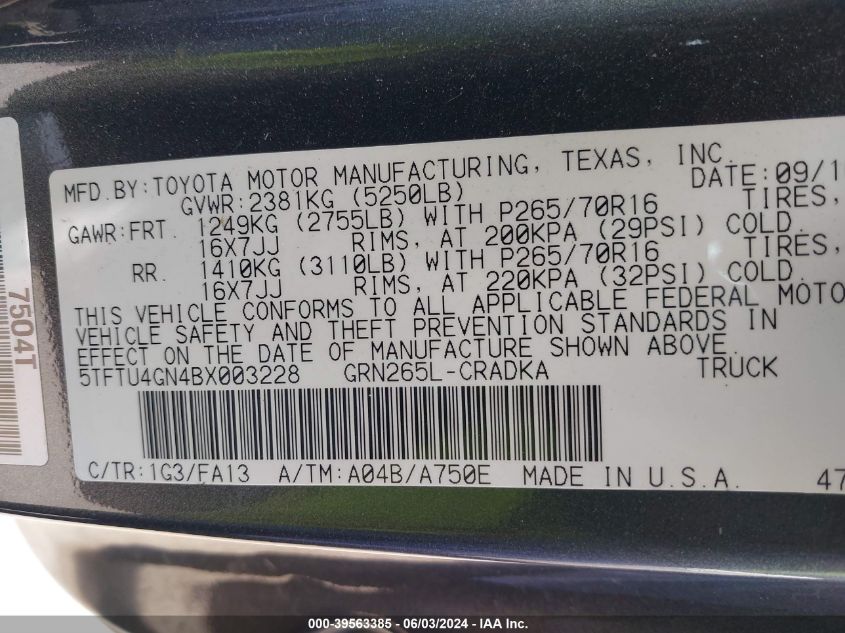 MFD.BY:TOYOTA MOTOR MANUFACTURING, TEXAS, INC.
GVWR:2381KG (5250LB) DATE:09/1
GAWR:FRT. 1249KG (2755LB) WITH P265/70R16 TIRES,
16X7JJ RIMS, AT 200KPA (29PSI) COLD.
RR. 1410KG (3110LB) WITH P265/70R16 TIRES,
16X7JJ RIMS, AT 220KPA (32PSI) COLD.
THIS VEHICLE CONFORMS TO ALL APPLICABLE FEDERAL MOTO
VEHICLE SAFETY AND THEFT PREVENTION STANDARDS IN
EFFECT ON THE DATE OF MANUFACTURE SHOWN ABOVE.
5TFTU4GN4BX003228 GRN265L-CRADKA TRUCK
C/TR:1G3/FA13 A/TM:A04B/A750E MADE IN U.S.A. 47
7504T
000-39563385 - 06/03/2024 - IAA Inc.